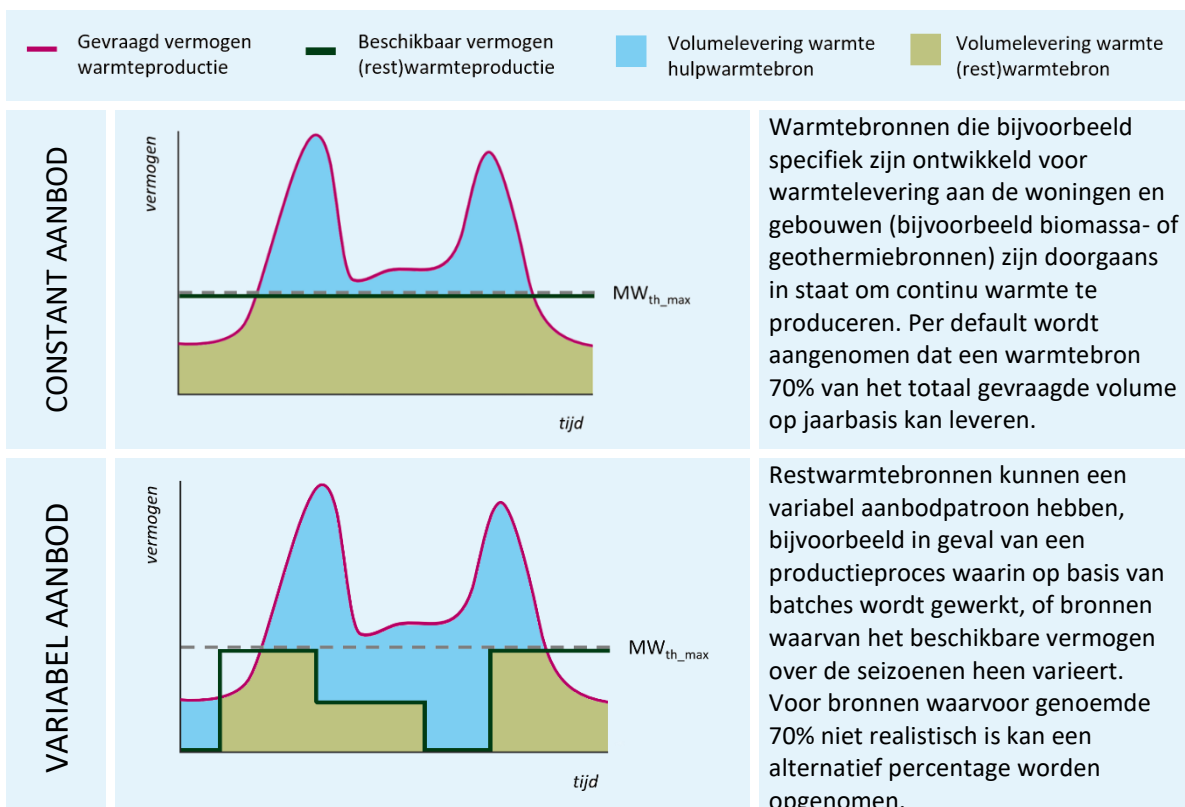 Gevraagd vermogen
warmteproductie
Beschikbaar vermogen
(rest)warmteproductie
Volumelevering warmte
hulpwarmtebron
Volumelevering warmte
(rest)warmtebron
CONSTANT AANBOD
vermogen
MWth_max
tijd
Warmtebronnen die bijvoorbeeld
specifiek zijn ontwikkeld voor
warmtelevering aan de woningen en
gebouwen (bijvoorbeeld biomassa- of
geothermiebronnen) zijn doorgaans
in staat om continu warmte te
produceren. Per default wordt
aangenomen dat een warmtebron
70% van het totaal gevraagde volume
op jaarbasis kan leveren.
VARIABEL AANBOD
vermogen
MWth_max
tijd
Restwarmtebronnen kunnen een
variabel aanbodpatroon hebben,
bijvoorbeeld in geval van een
productieproces waarin op basis van
batches wordt gewerkt, of bronnen
waarvan het beschikbare vermogen
over de seizoenen heen varieert.
Voor bronnen waarvoor genoemde
70% niet realistisch is kan een
alternatief percentage worden
opgenomen.